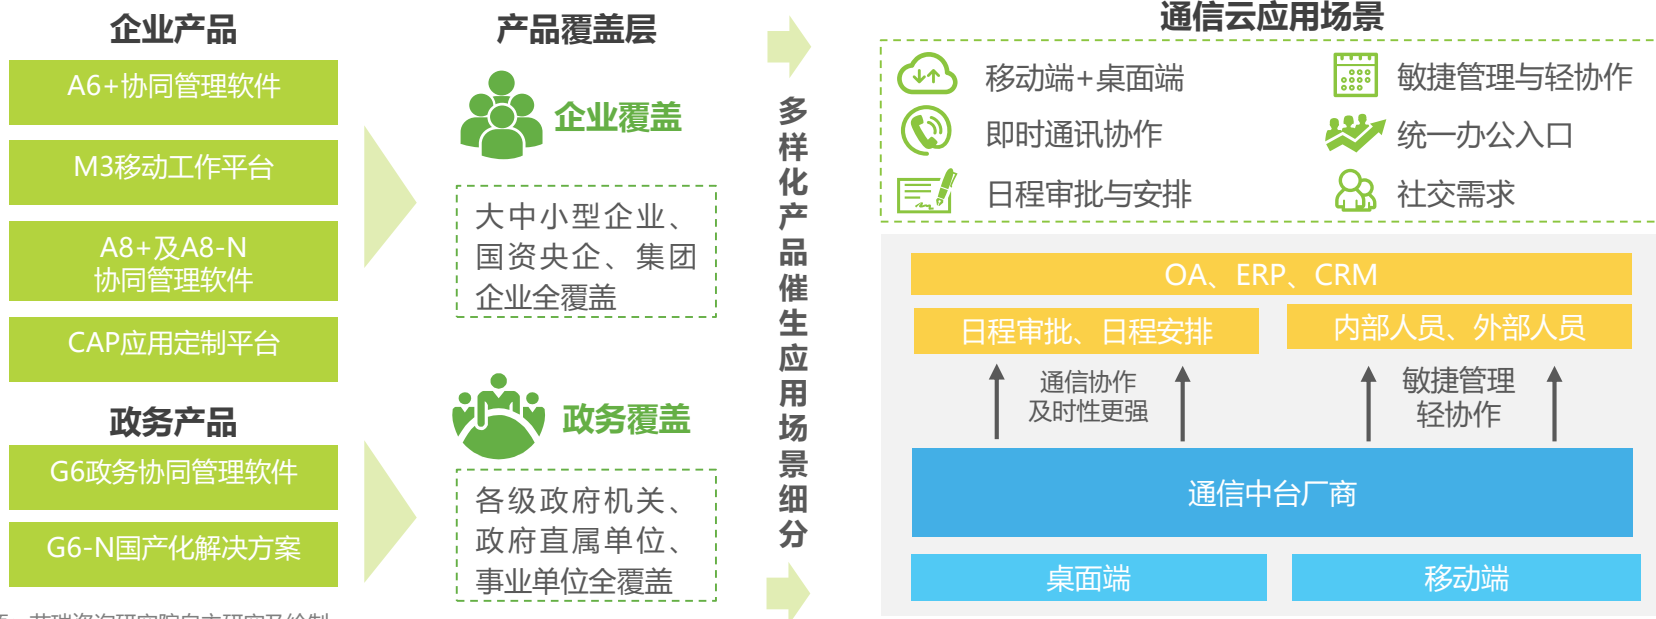 企业产品
A6+协同管理软件
M3移动工作平台
A8+及A8-N
协同管理软件
CAP应用定制平台
政务产品
G6政务协同管理软件
G6-N国产化解决方案
产品覆盖层
企业覆盖
大中小型企业、
国资央企、集团
企业全覆盖
政务覆盖
各级政府机关、
政府直属单位、
事业单位全覆盖
多样化产品催生应用场景细分
通信云应用场景
移动端+桌面端
敏捷管理与轻协作
即时通讯协作
统一办公入口
日程审批与安排
社交需求
OA、ERP、CRM
日程审批、日程安排
内部人员、外部人员
通信协作
及时性更强
敏捷管理
轻协作
通信中台厂商
桌面端
移动端